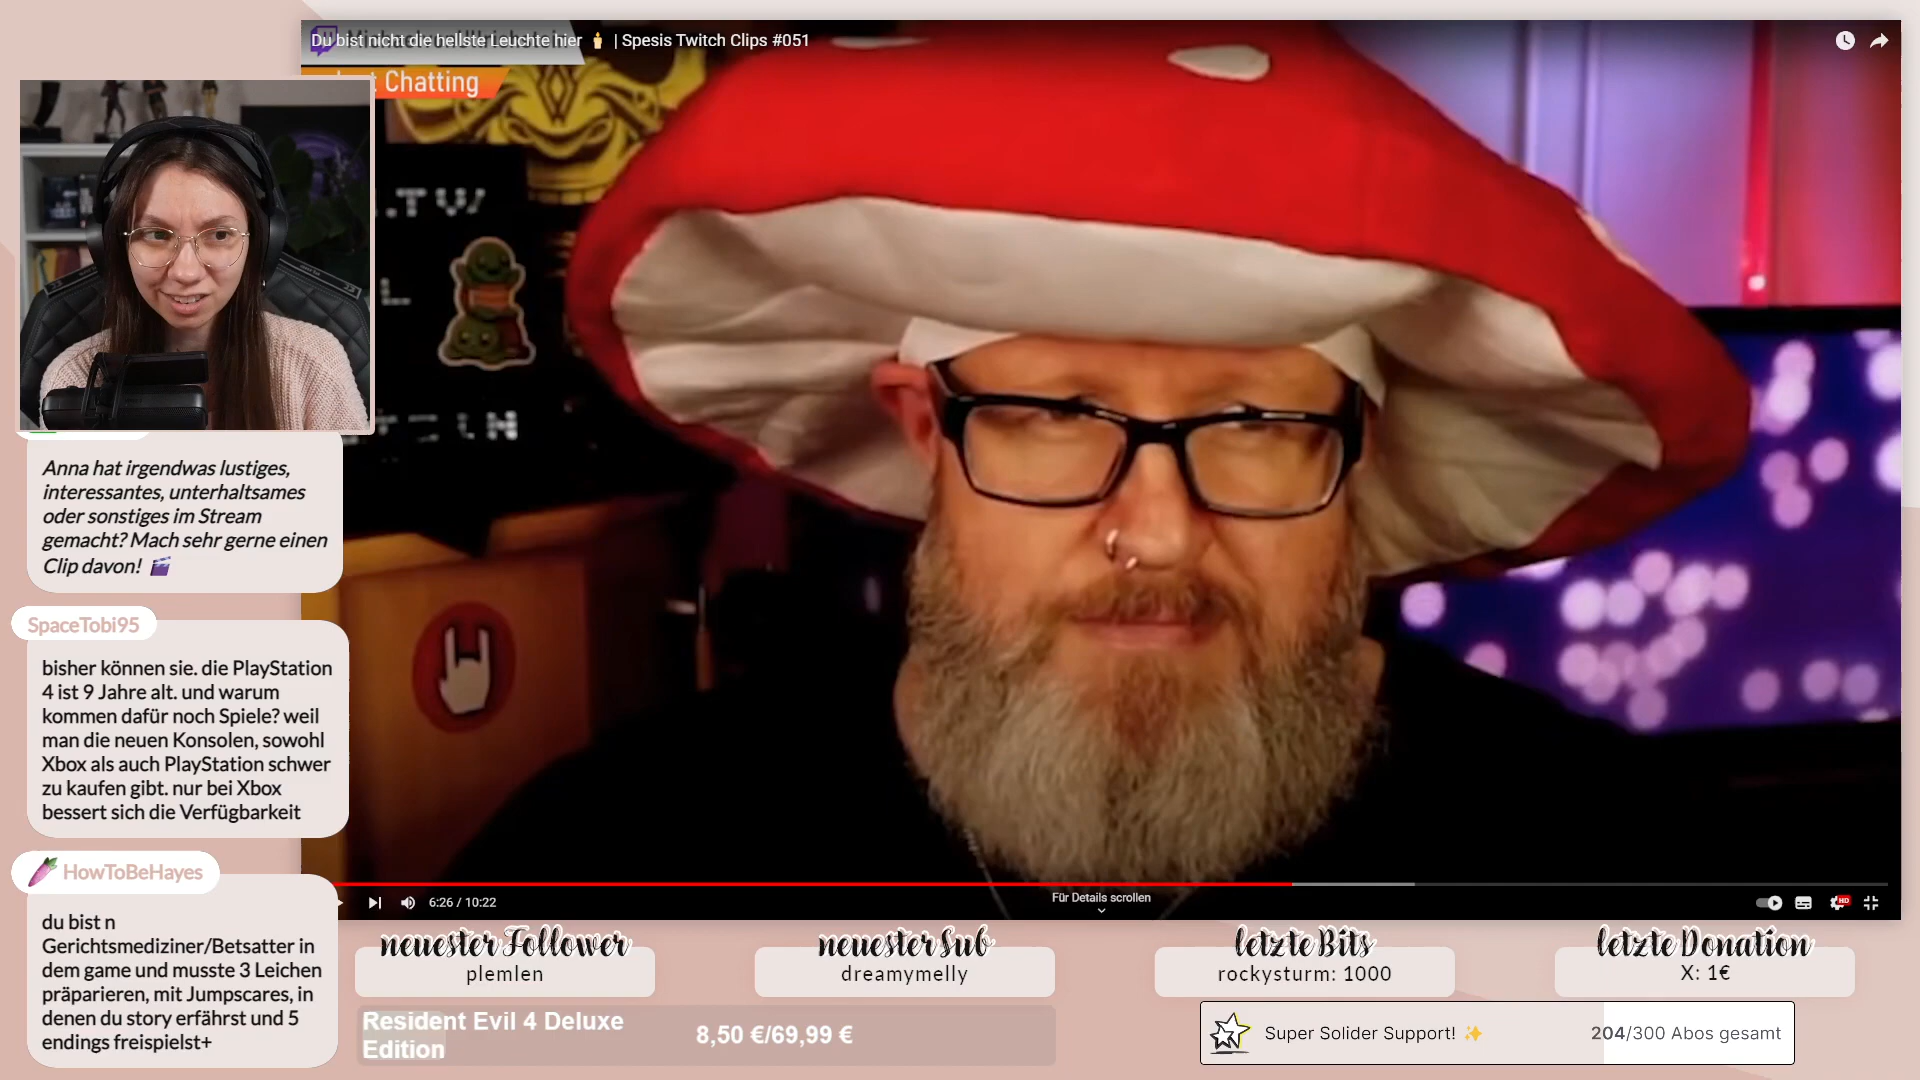 Du bist nicht die hellste Leuchte hier 🕯️ | Spesis Twitch Clips #051
Chatting
.TV/
Anna hat irgendwas lustiges,
interessantes, unterhaltsames
oder sonstiges im Stream
gemacht? Mach sehr gerne einen
Clip davon! 🎬
SpaceTobi95
bisher können sie. die PlayStation
4 ist 9 Jahre alt. und warum
kommen dafür noch Spiele? weil
man die neuen Konsolen, sowohl
Xbox als auch PlayStation schwer
zu kaufen gibt. nur bei Xbox
bessert sich die Verfügbarkeit
HowToBeHayes
du bist n
Gerichtsmediziner/Betsatter in
dem game und musste 3 Leichen
präparieren, mit Jumpscares, in
denen du story erfährst und 5
endings freispielst+
6:26 / 10:22
Für Details scrollen
HD
neuester Follower
plemlen
neuester Sub
dreamymelly
letzte Bits
rockysturm: 1000
letzte Donation
X: 1€
Resident Evil 4 Deluxe
Edition
8,50 €/69,99 €
Super Solider Support! ✨
204/300 Abos gesamt